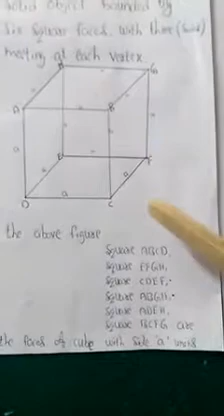 solid object bounded by
Six square faces with three (
meeting at each vertex.
G
A
B
E
F
a
a
D
a
C
the above figure
Square ABCD,
Square EFGH,
Square CDEF,
Square ABGH,
Square ADEH,
Square BCFG are
the faces of cube with side 'a' units